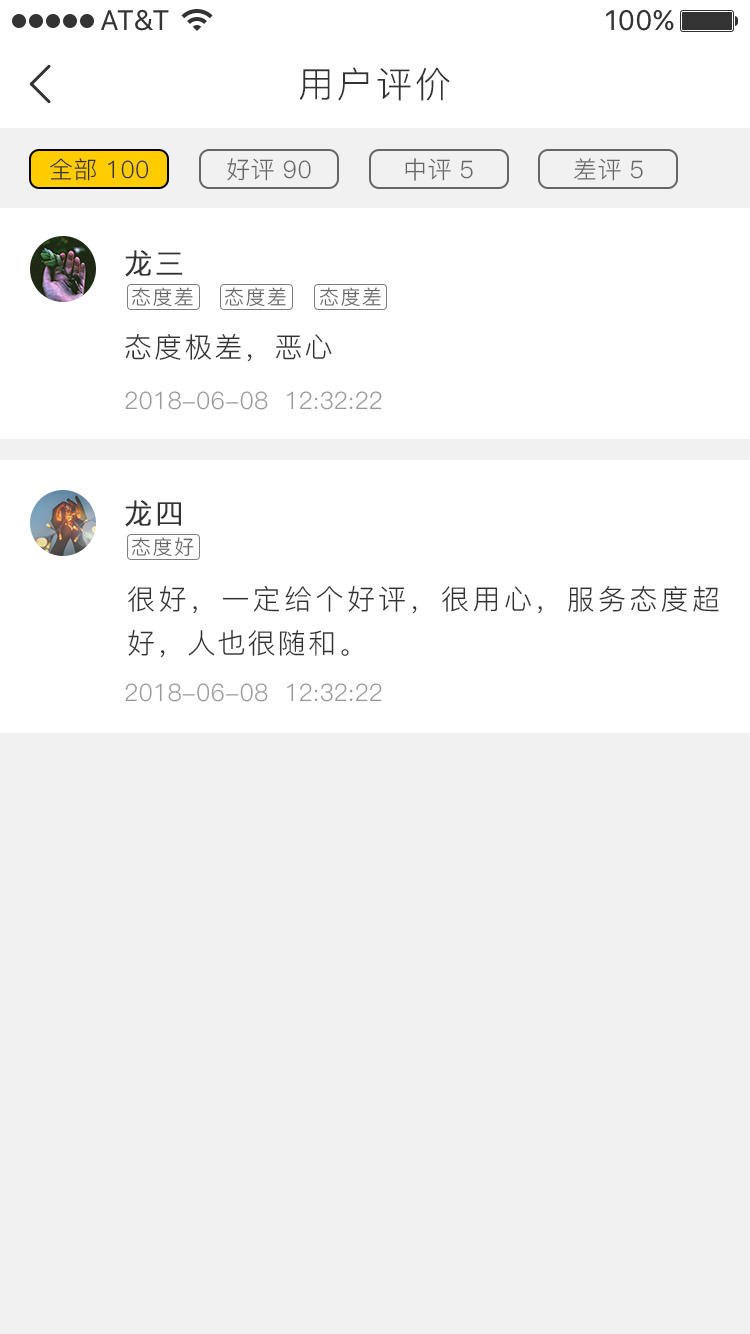 AT&T 100%
用户评价
全部 100 好评 90 中评 5 差评 5
龙三
态度差 态度差 态度差
态度极差，恶心
2018-06-08 12:32:22
龙四
态度好
很好，一定给个好评，很用心，服务态度超
好，人也很随和。
2018-06-08 12:32:22